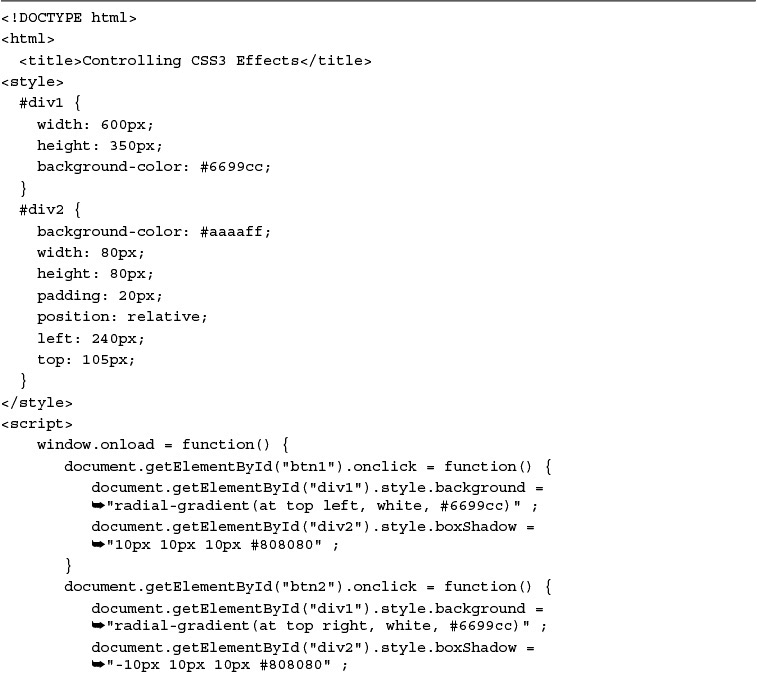 <!DOCTYPE html>
<html>
  <title>Controlling CSS3 Effects</title>
<style>
  #div1 {
    width: 600px;
    height: 350px;
    background-color: #6699cc;
  }
  #div2 {
    background-color: #aaaaff;
    width: 80px;
    height: 80px;
    padding: 20px;
    position: relative;
    left: 240px;
    top: 105px;
  }
</style>
<script>
    window.onload = function() {
       document.getElementById("btn1").onclick = function() {
          document.getElementById("div1").style.background =
          ➥"radial-gradient(at top left, white, #6699cc)" ;
          document.getElementById("div2").style.boxShadow =
          ➥"10px 10px 10px #808080" ;
       }
       document.getElementById("btn2").onclick = function() {
          document.getElementById("div1").style.background =
          ➥"radial-gradient(at top right, white, #6699cc)" ;
          document.getElementById("div2").style.boxShadow =
          ➥"-10px 10px 10px #808080" ;